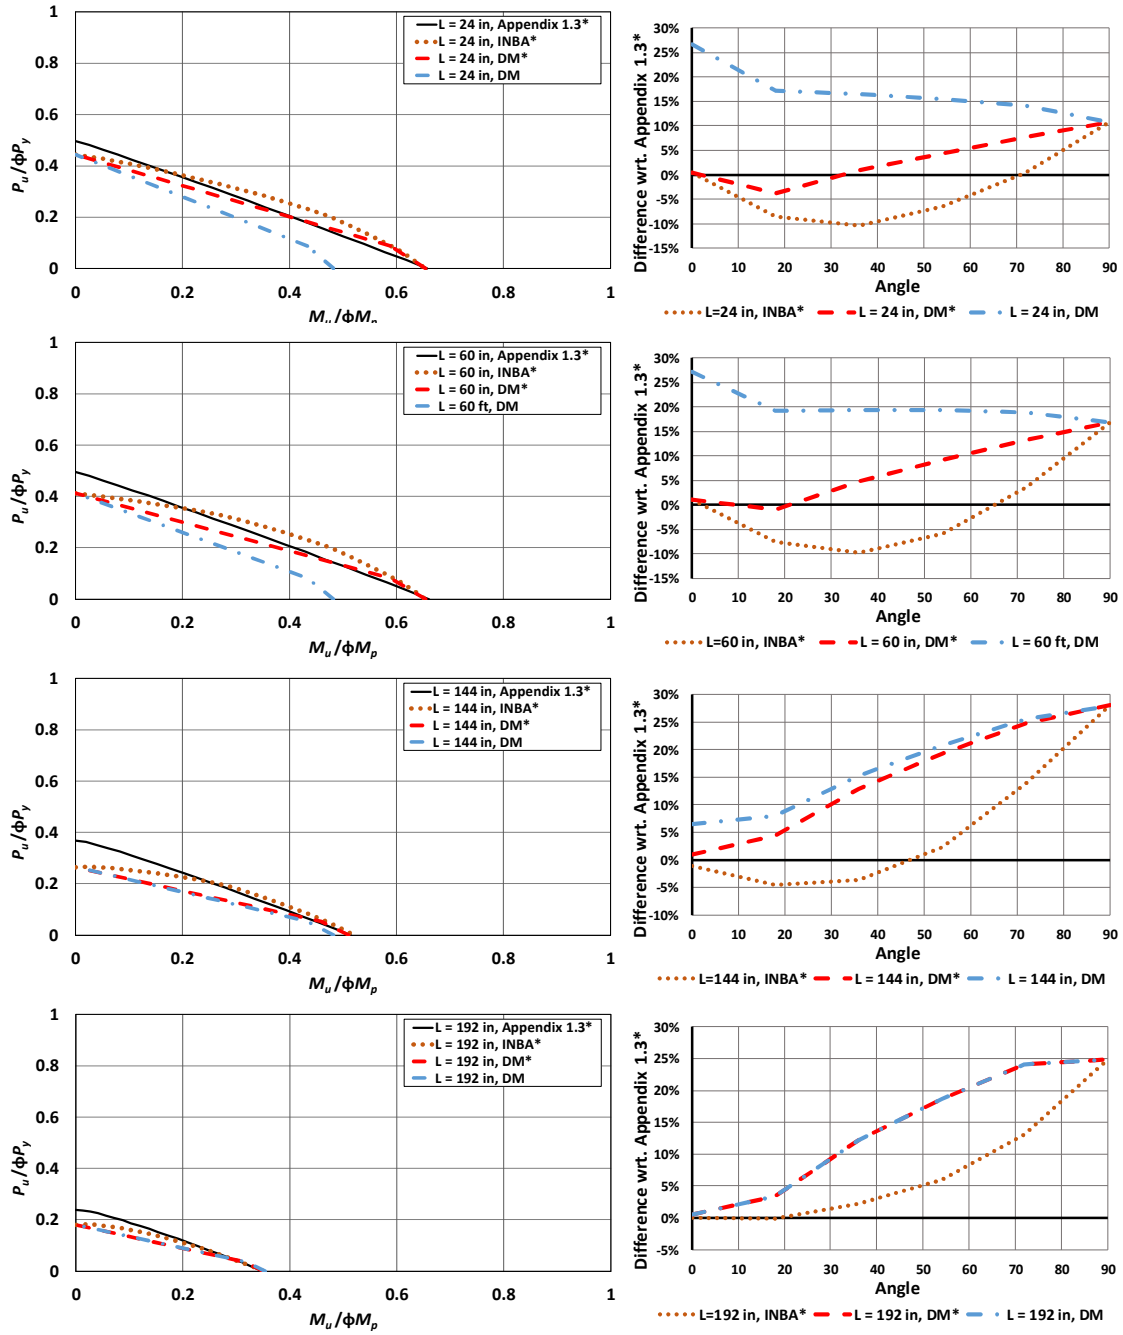 1
0.8
0.6
0.4
0.2
0
0
0.2
0.4
0.6
0.8
1
Pu/ϕPy
Mu/ϕMp
L = 24 in, Appendix 1.3*
L = 24 in, INBA*
L = 24 in, DM*
L = 24 in, DM
30%
25%
20%
15%
10%
5%
0%
-5%
-10%
-15%
0
10
20
30
40
50
60
70
80
90
Difference wrt. Appendix 1.3*
Angle
L=24 in, INBA*
L = 24 in, DM*
L = 24 in, DM
1
0.8
0.6
0.4
0.2
0
0
0.2
0.4
0.6
0.8
1
Pu/ϕPy
Mu/ϕMp
L = 60 in, Appendix 1.3*
L = 60 in, INBA*
L = 60 in, DM*
L = 60 ft, DM
30%
25%
20%
15%
10%
5%
0%
-5%
-10%
-15%
0
10
20
30
40
50
60
70
80
90
Difference wrt. Appendix 1.3*
Angle
L=60 in, INBA*
L = 60 in, DM*
L = 60 ft, DM
1
0.8
0.6
0.4
0.2
0
0
0.2
0.4
0.6
0.8
1
Pu/ϕPy
Mu/ϕMp
L = 144 in, Appendix 1.3*
L = 144 in, INBA*
L = 144 in, DM*
L = 144 in, DM
30%
25%
20%
15%
10%
5%
0%
-5%
-10%
0
10
20
30
40
50
60
70
80
90
Difference wrt. Appendix 1.3*
Angle
L=144 in, INBA*
L = 144 in, DM*
L = 144 in, DM
1
0.8
0.6
0.4
0.2
0
0
0.2
0.4
0.6
0.8
1
Pu/ϕPy
Mu/ϕMp
L = 192 in, Appendix 1.3*
L = 192 in, INBA*
L = 192 in, DM*
L = 192 in, DM
30%
25%
20%
15%
10%
5%
0%
-5%
0
10
20
30
40
50
60
70
80
90
Difference wrt. Appendix 1.3*
Angle
L=192 in, INBA*
L = 192 in, DM*
L = 192 in, DM